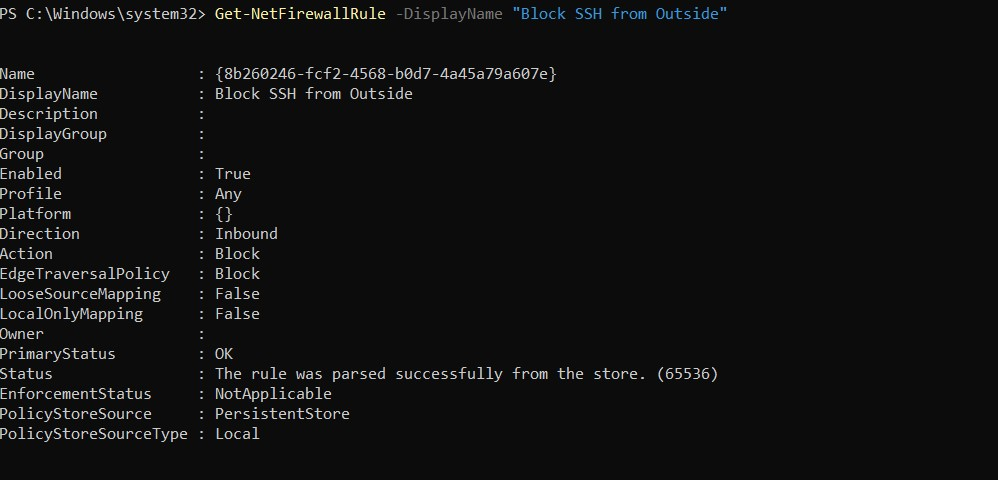 PS C:\Windows\system32> Get-NetFirewallRule -DisplayName "Block SSH from Outside"
Name : {8b260246-fcf2-4568-b0d7-4a45a79a607e}
DisplayName : Block SSH from Outside
Description :
DisplayGroup :
Group :
Enabled : True
Profile : Any
Platform : {}
Direction : Inbound
Action : Block
EdgeTraversalPolicy : Block
LooseSourceMapping : False
LocalOnlyMapping : False
Owner :
PrimaryStatus : OK
Status : The rule was parsed successfully from the store. (65536)
EnforcementStatus : NotApplicable
PolicyStoreSource : PersistentStore
PolicyStoreSourceType : Local